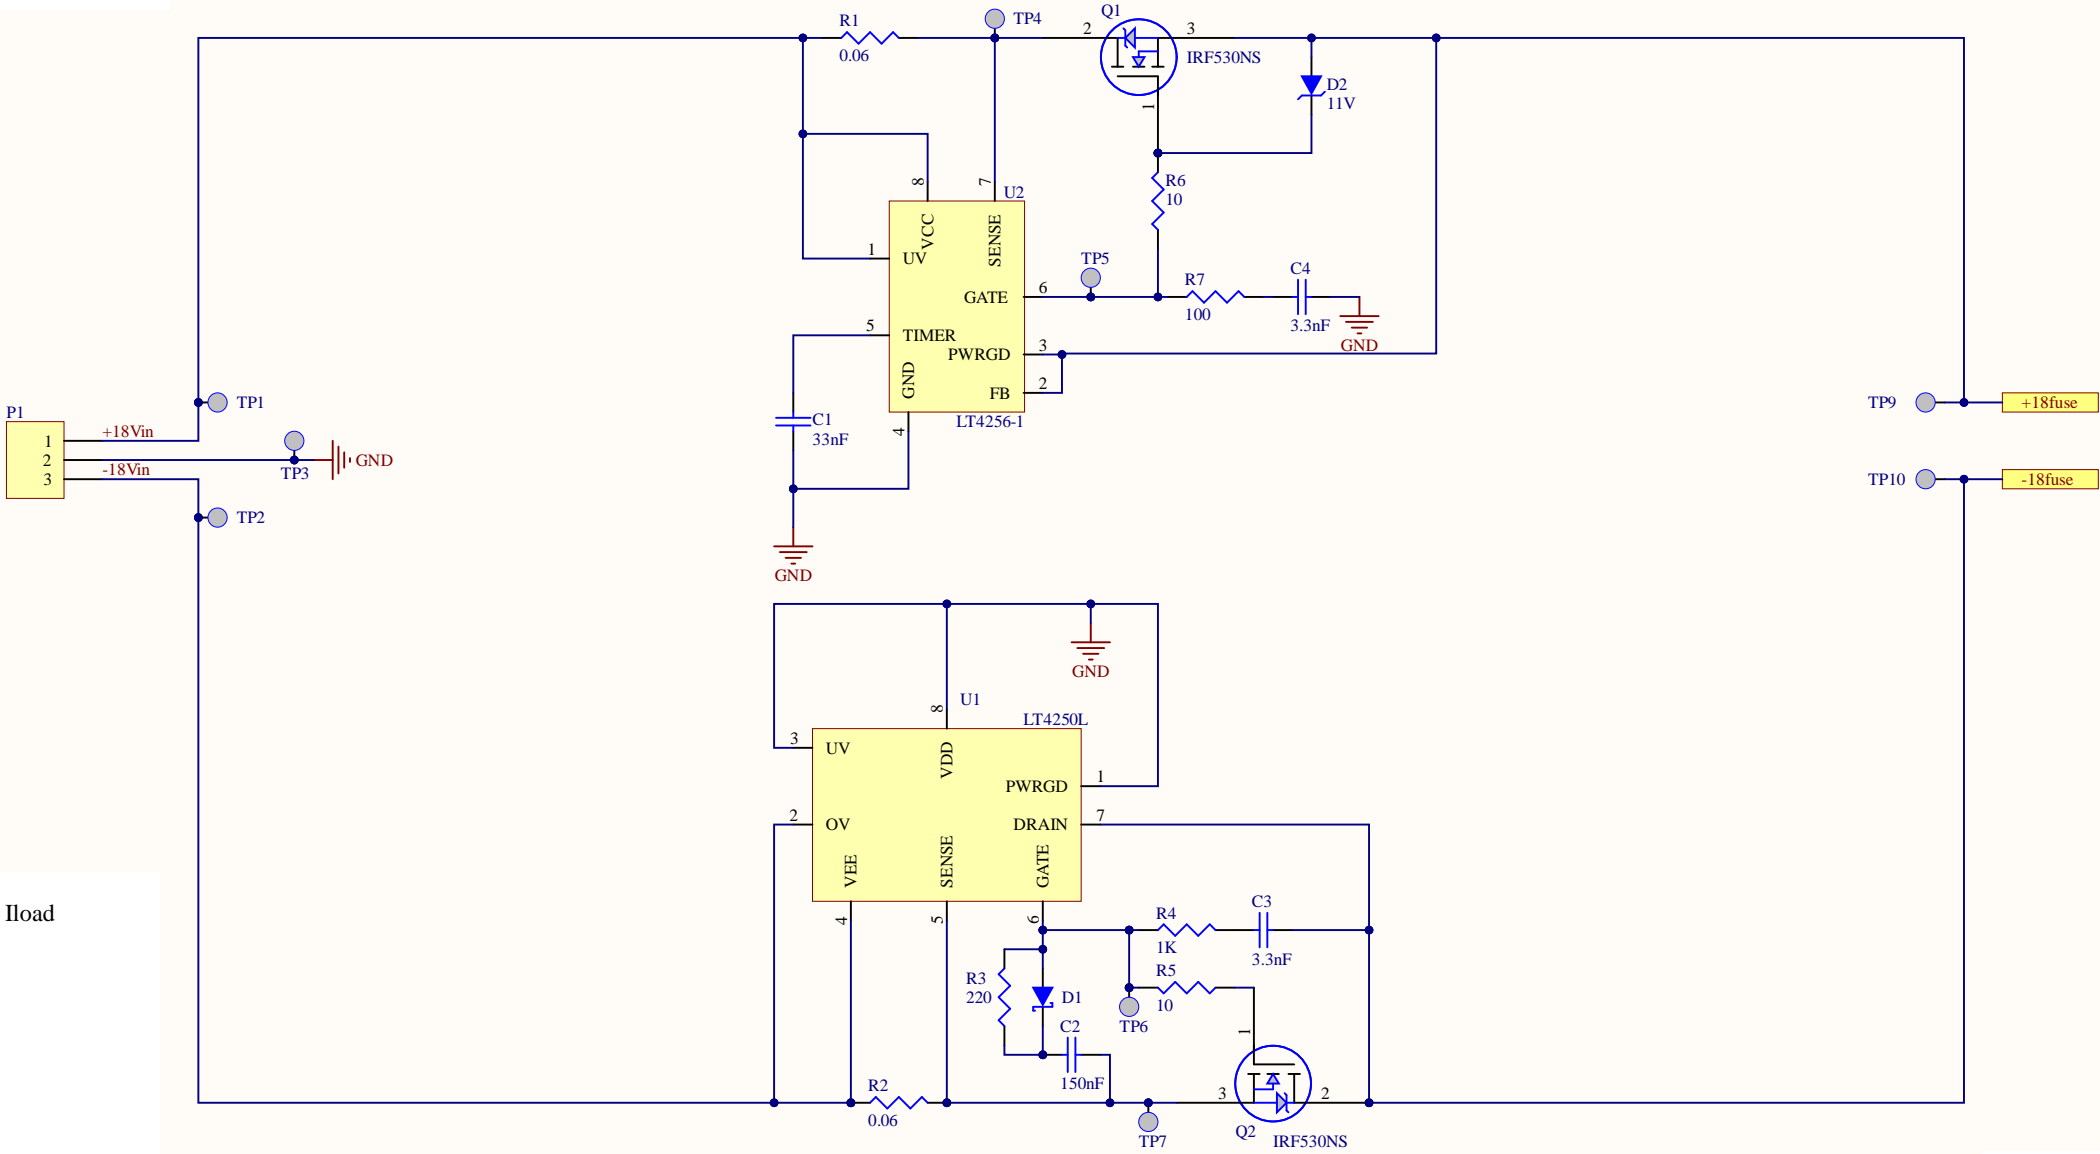 R1
0.06
TP4
Q1
2
3
IRF530NS
1
D2
11V
R6
10
8
7
U2
VCC
SENSE
1
UV
GATE
6
TP5
R7
100
C4
3.3nF
GND
5
TIMER
PWRGD
3
GND
FB
2
4
LT4256-1
C1
33nF
GND
P1
1
2
3
+18Vin
-18Vin
TP1
TP3
GND
TP2
TP9
+18fuse
TP10
-18fuse
GND
U1
8
LT4250L
3
UV
VDD
PWRGD
1
2
OV
DRAIN
7
VEE
SENSE
GATE
4
5
6
R4
1K
C3
3.3nF
R5
10
R3
220
D1
TP6
C2
150nF
1
R2
0.06
3
2
TP7
Q2
IRF530NS
Iload